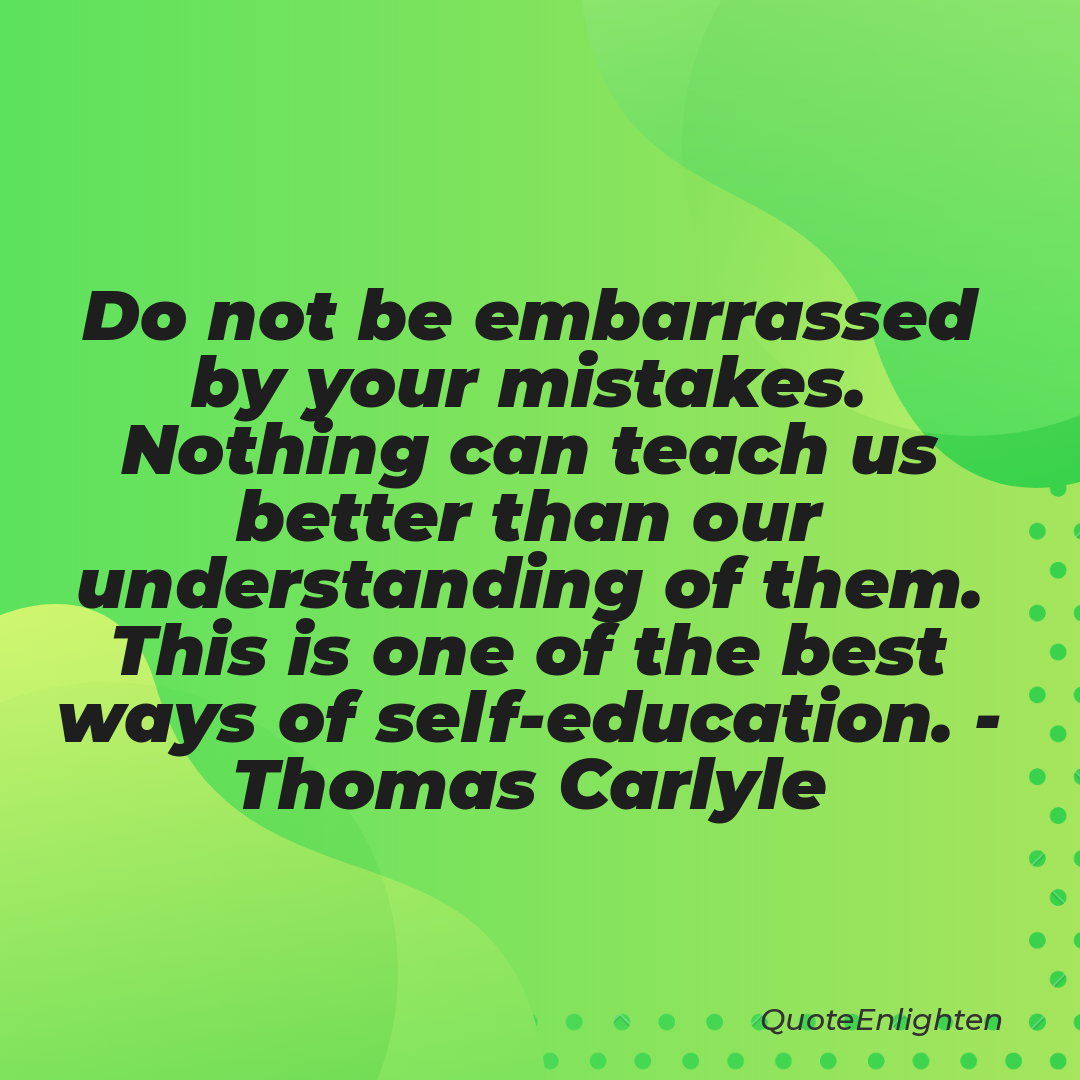 Do not be embarrassed
by your mistakes.
Nothing can teach us
better than our
understanding of them.
This is one of the best
ways of self-education. -
Thomas Carlyle
QuoteEnlighten